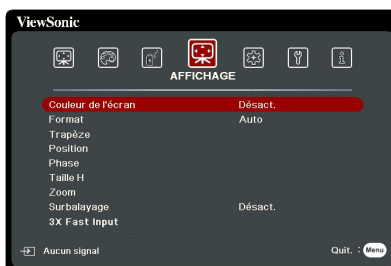 ViewSonic
AFFICHAGE
Couleur de l'écran Désact.
Format Auto
Trapèze
Position
Phase
Taille H
Zoom
Surbalayage Désact.
3X Fast Input
Aucun signal Quit. : Menu